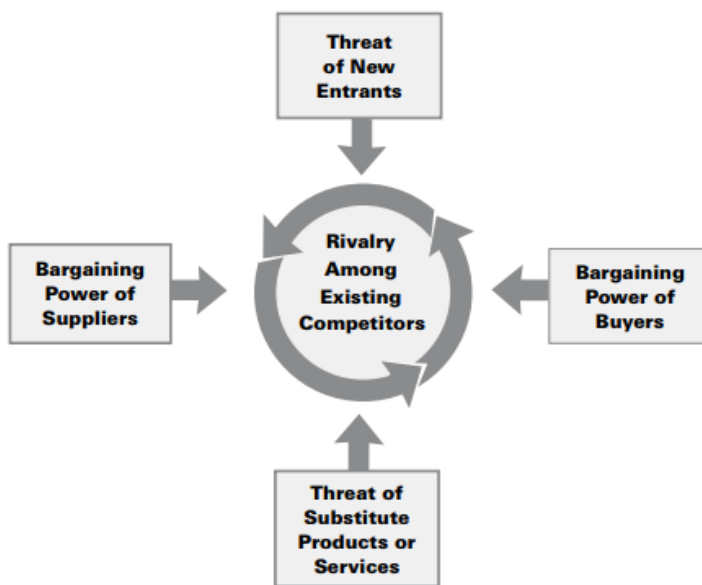 Threat
of New
Entrants
Bargaining
Power of
Suppliers
Rivalry
Among
Existing
Competitors
Bargaining
Power of
Buyers
Threat of
Substitute
Products or
Services